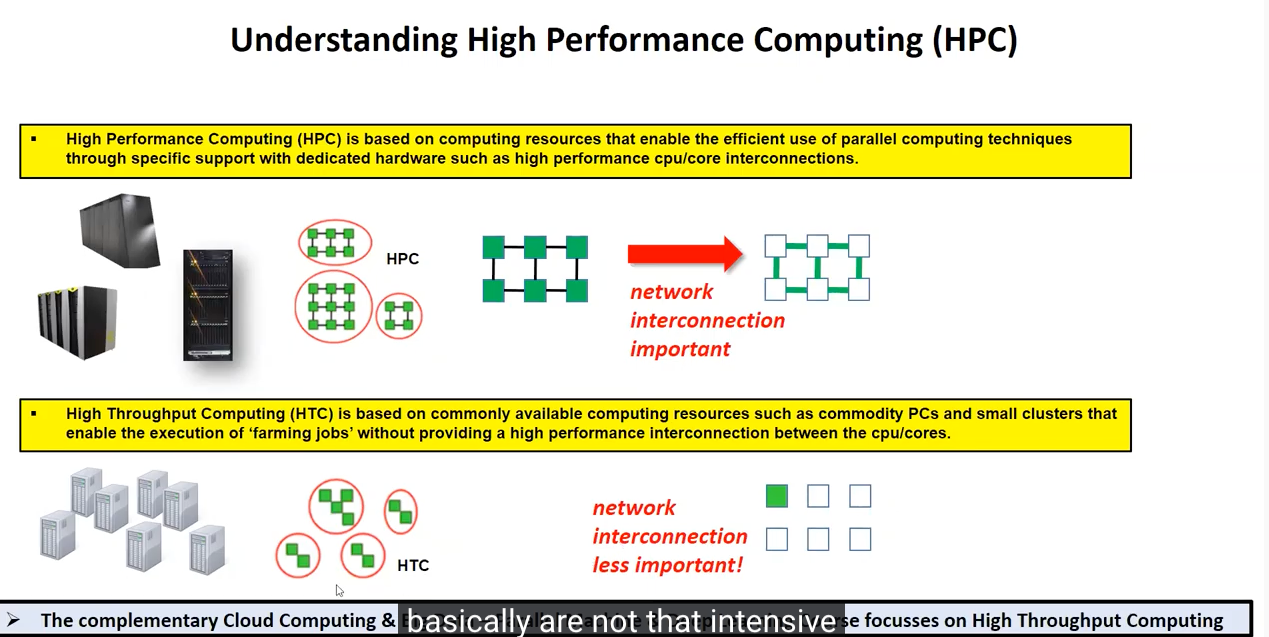 Understanding High Performance Computing (HPC)
▪ High Performance Computing (HPC) is based on computing resources that enable the efficient use of parallel computing techniques
through specific support with dedicated hardware such as high performance cpu/core interconnections.
HPC
network
interconnection
important
▪ High Throughput Computing (HTC) is based on commonly available computing resources such as commodity PCs and small clusters that
enable the execution of ‘farming jobs’ without providing a high performance interconnection between the cpu/cores.
HTC
network
interconnection
less important!
➢ The complementary Cloud Computing & focusses on High Throughput Computing
basically are not that intensive